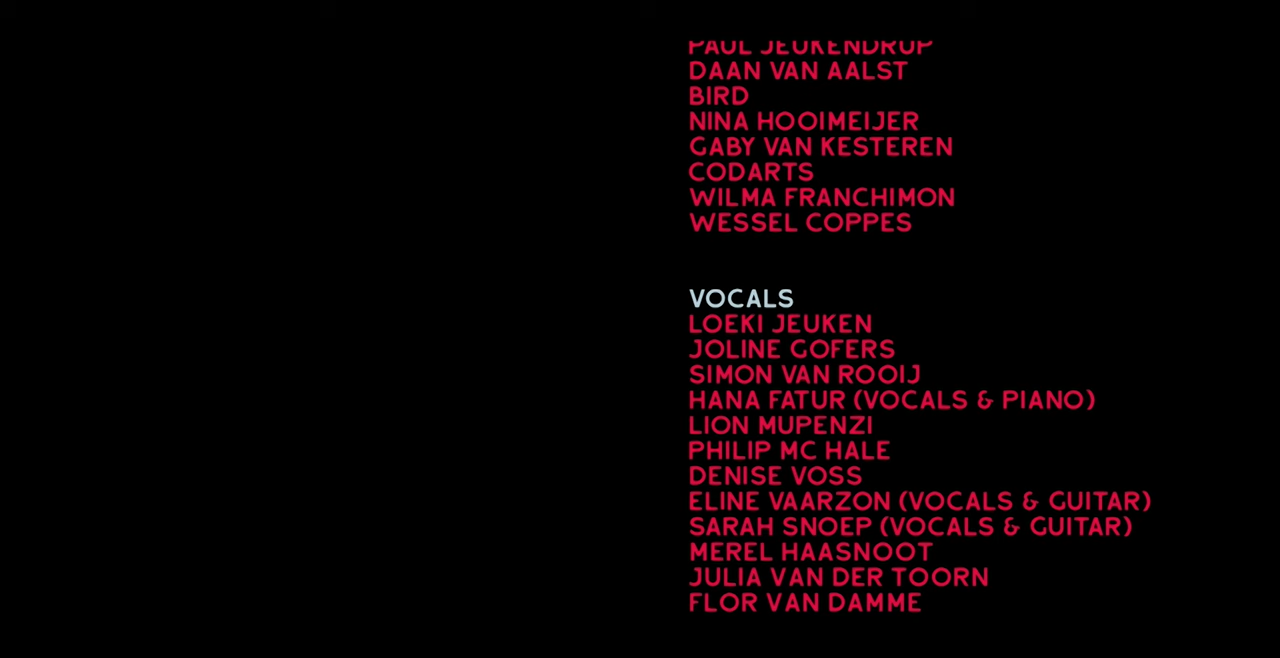 PAUL JEUKENDRUP
DAAN VAN AALST
BIRD
NINA HOOIMEIJER
GABY VAN KESTEREN
CODARTS
WILMA FRANCHIMON
WESSEL COPPES
VOCALS
LOEKI JEUKEN
JOLINE GOFERS
SIMON VAN ROOIJ
HANA FATUR (VOCALS & PIANO)
LION MUPENZI
PHILIP MC HALE
DENISE VOSS
ELINE VAARZON (VOCALS & GUITAR)
SARAH SNOEP (VOCALS & GUITAR)
MEREL HAASNOOT
JULIA VAN DER TOORN
FLOR VAN DAMME